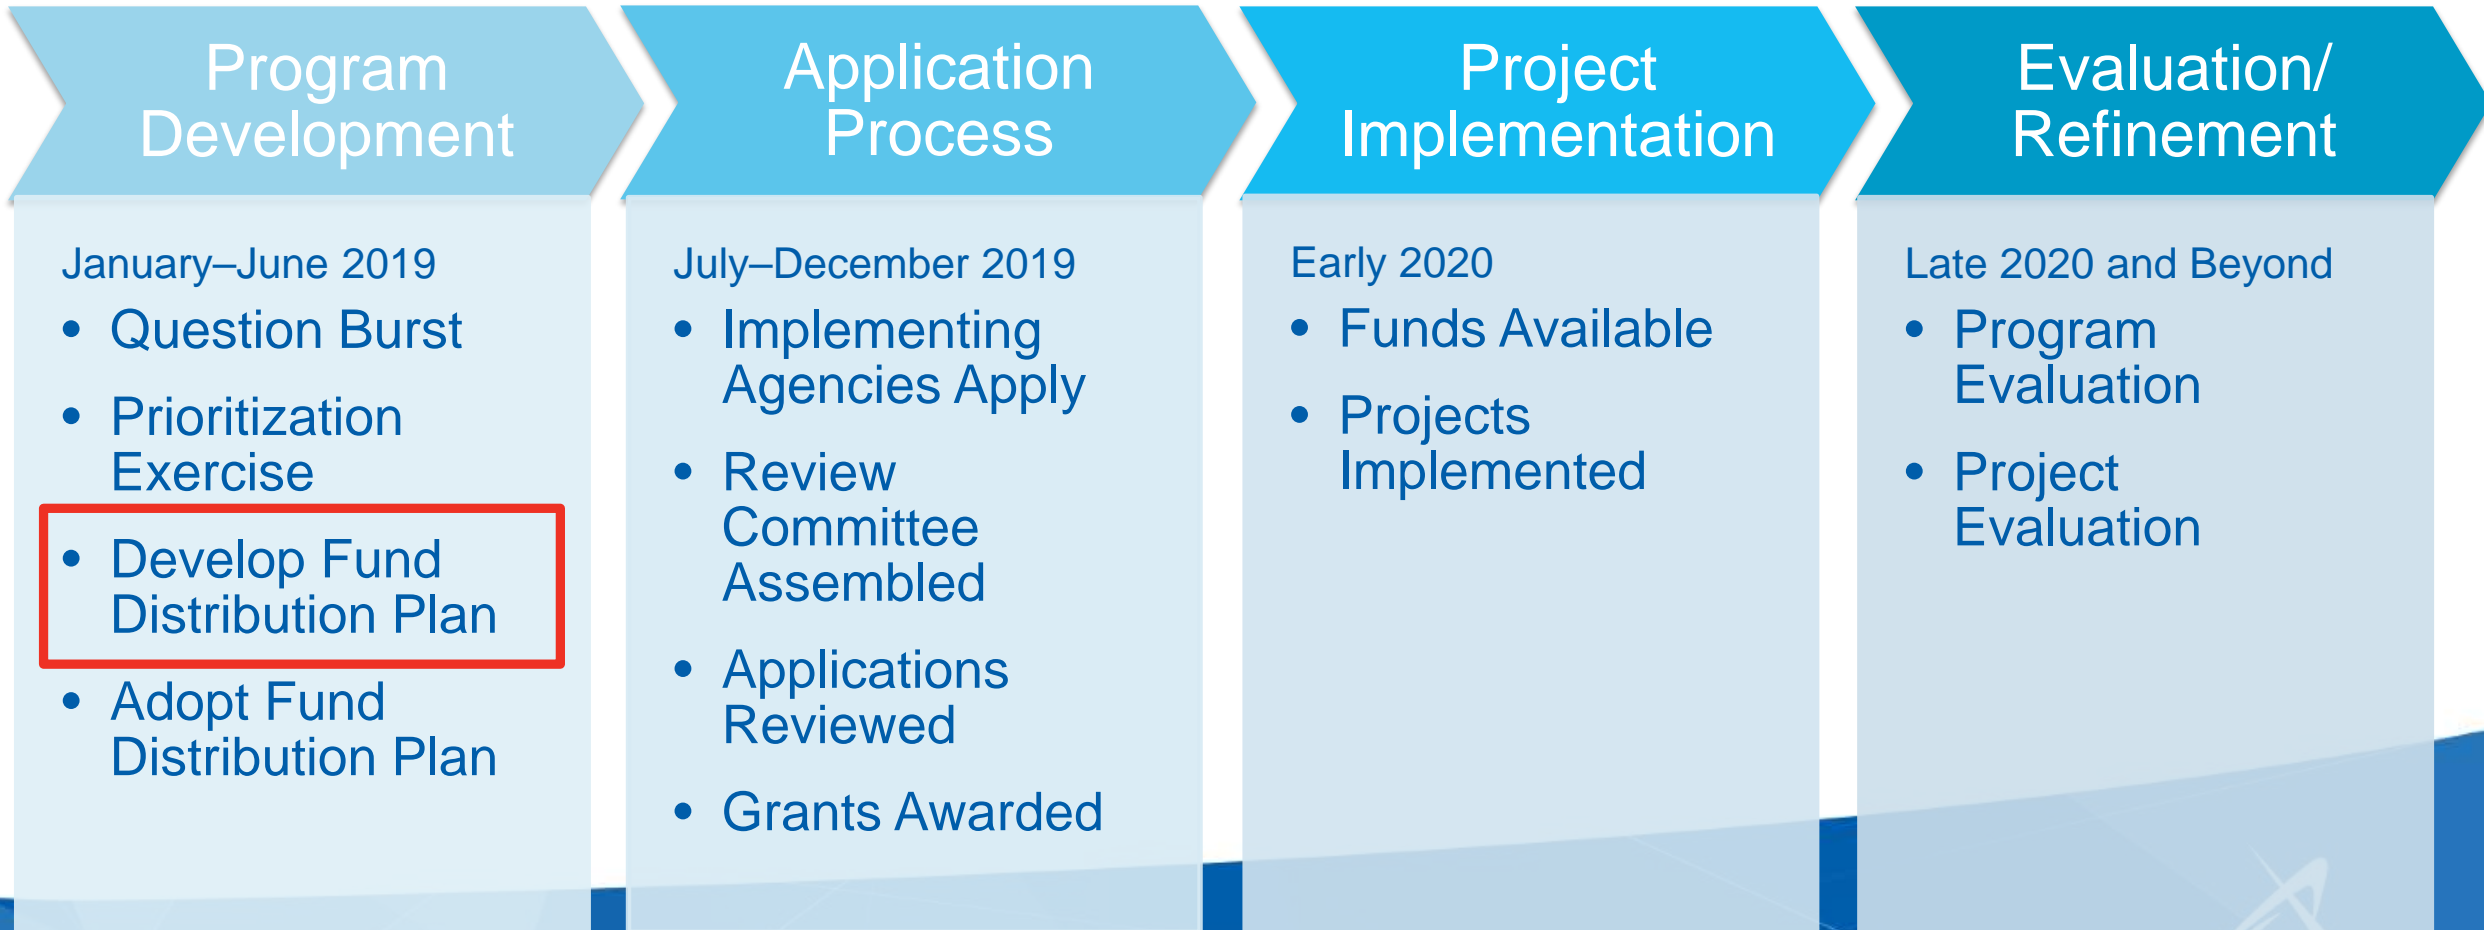 Program
Development
January–June 2019
• Question Burst
• Prioritization
Exercise
• Develop Fund
Distribution Plan
• Adopt Fund
Distribution Plan
Application
Process
July–December 2019
• Implementing
Agencies Apply
• Review
Committee
Assembled
• Applications
Reviewed
• Grants Awarded
Project
Implementation
Early 2020
• Funds Available
• Projects
Implemented
Evaluation/
Refinement
Late 2020 and Beyond
• Program
Evaluation
• Project
Evaluation